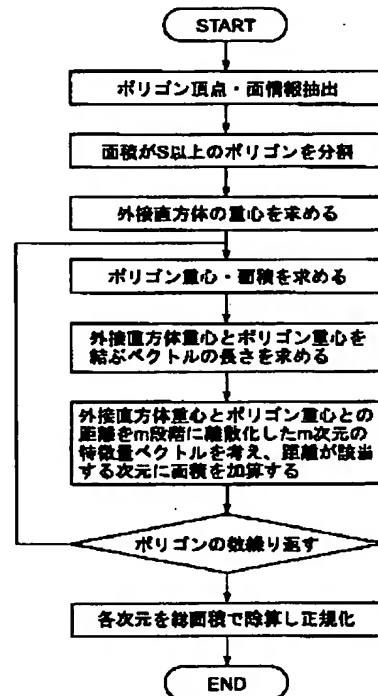 START
ポリゴン頂点・面情報抽出
面積がS以上のポリゴンを分割
外接直方体の重心を求める
ポリゴン重心・面積を求める
外接直方体重心とポリゴン重心を
結ぶベクトルの長さを求める
外接直方体重心とポリゴン重心との
距離をm段階に離散化したm次元の
特徴量ベクトルを考え、距離が該当
する次元に面積を加算する
ポリゴンの数繰り返す
各次元を総面積で除算し正規化
END